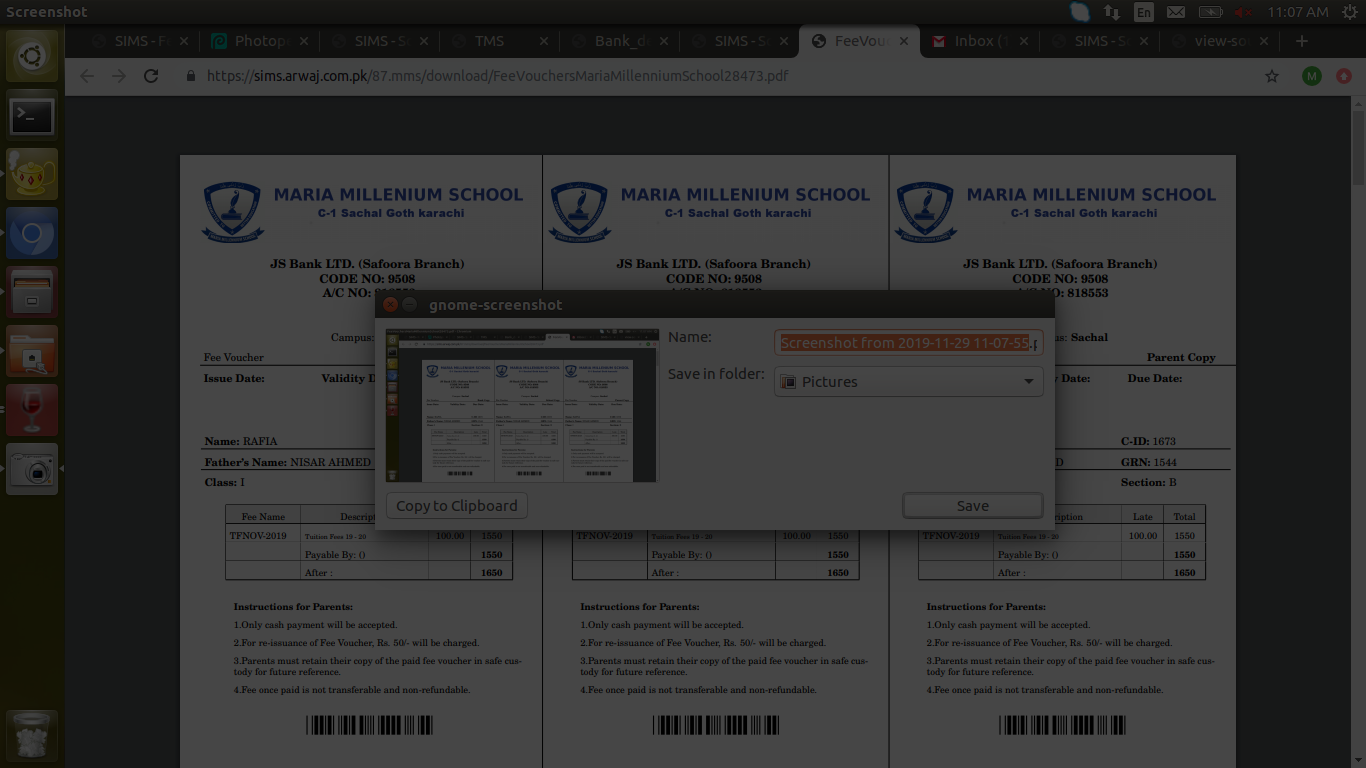 Screenshot
En
11:07 AM
SIMS - F
Photop
SIMS - S
TMS
Bank_d
SIMS - S
FeeVou
Inbox (1
SIMS - S
view-so
https://sims.arwaj.com.pk/87.mms/download/FeeVouchersMariaMillenniumSchool28473.pdf
M
MARIA MILLENIUM SCHOOL
C-1 Sachal Goth karachi
JS Bank LTD. (Safoora Branch)
CODE NO: 9508
A/C NO:
Campus:
Fee Voucher
Issue Date: Validity D
Name: RAFIA
Father's Name: NISAR AHMED
Class: I
Fee Name Descript
TFNOV-2019 Tuition Fees 19 - 20 100.00 1550
Payable By: () 1550
After : 1650
Instructions for Parents:
1.Only cash payment will be accepted.
2.For re-issuance of Fee Voucher, Rs. 50/- will be charged.
3.Parents must retain their copy of the paid fee voucher in safe cus-
tody for future reference.
4.Fee once paid is not transferable and non-refundable.
MARIA MILLENIUM SCHOOL
C-1 Sachal Goth karachi
JS Bank LTD. (Safoora Branch)
CODE NO: 9508
TFNOV-2019 Tuition Fees 19 - 20 100.00 1550
Payable By: () 1550
After : 1650
Instructions for Parents:
1.Only cash payment will be accepted.
2.For re-issuance of Fee Voucher, Rs. 50/- will be charged.
3.Parents must retain their copy of the paid fee voucher in safe cus-
tody for future reference.
4.Fee once paid is not transferable and non-refundable.
MARIA MILLENIUM SCHOOL
C-1 Sachal Goth karachi
JS Bank LTD. (Safoora Branch)
CODE NO: 9508
A/C NO: 818553
us: Sachal
Parent Copy
y Date: Due Date:
C-ID: 1673
D GRN: 1544
Section: B
ription Late Total
TFNOV-2019 Tuition Fees 19 - 20 100.00 1550
Payable By: () 1550
After : 1650
Instructions for Parents:
1.Only cash payment will be accepted.
2.For re-issuance of Fee Voucher, Rs. 50/- will be charged.
3.Parents must retain their copy of the paid fee voucher in safe cus-
tody for future reference.
4.Fee once paid is not transferable and non-refundable.
gnome-screenshot
Name: Screenshot from 2019-11-29 11-07-55.p
Save in folder: Pictures
Copy to Clipboard
Save